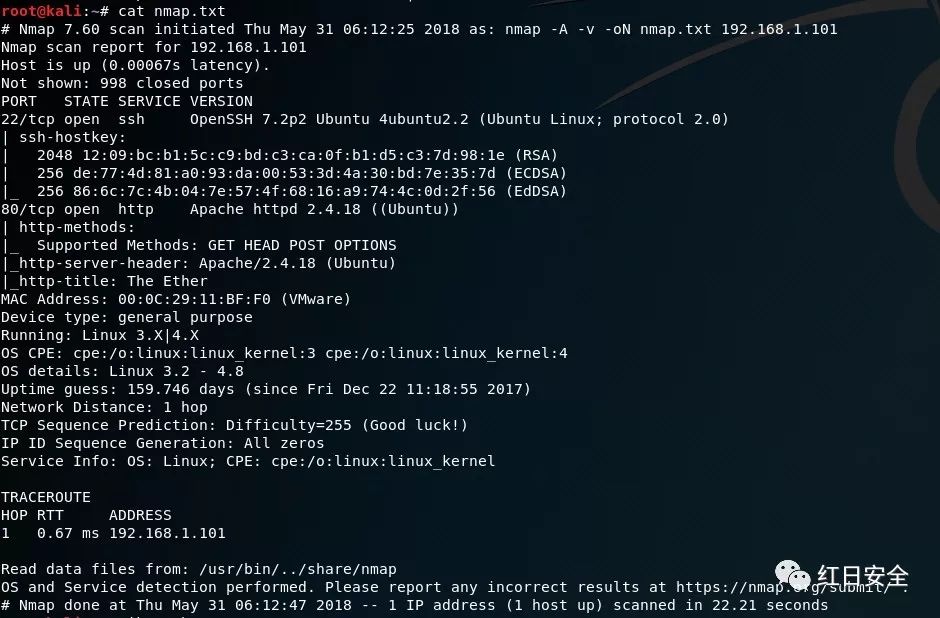 root@kali:~# cat nmap.txt
# Nmap 7.60 scan initiated Thu May 31 06:12:25 2018 as: nmap -A -v -oN nmap.txt 192.168.1.101
Nmap scan report for 192.168.1.101
Host is up (0.00067s latency).
Not shown: 998 closed ports
PORT   STATE SERVICE VERSION
22/tcp open  ssh     OpenSSH 7.2p2 Ubuntu 4ubuntu2.2 (Ubuntu Linux; protocol 2.0)
| ssh-hostkey:
|   2048 12:09:bc:b1:5c:c9:bd:c3:ca:0f:b1:d5:c3:7d:98:1e (RSA)
|   256 de:77:4d:81:a0:93:da:00:53:3d:4a:30:bd:7e:35:7d (ECDSA)
|_  256 86:6c:7c:4b:04:7e:57:4f:68:16:a9:74:4c:0d:2f:56 (EdDSA)
80/tcp open  http    Apache httpd 2.4.18 ((Ubuntu))
| http-methods:
|_  Supported Methods: GET HEAD POST OPTIONS
|_http-server-header: Apache/2.4.18 (Ubuntu)
|_http-title: The Ether
MAC Address: 00:0C:29:11:BF:F0 (VMware)
Device type: general purpose
Running: Linux 3.X|4.X
OS CPE: cpe:/o:linux:linux_kernel:3 cpe:/o:linux:linux_kernel:4
OS details: Linux 3.2 - 4.8
Uptime guess: 159.746 days (since Fri Dec 22 11:18:55 2017)
Network Distance: 1 hop
TCP Sequence Prediction: Difficulty=255 (Good luck!)
IP ID Sequence Generation: All zeros
Service Info: OS: Linux; CPE: cpe:/o:linux:linux_kernel

TRACEROUTE
HOP RTT     ADDRESS
1   0.67 ms 192.168.1.101

Read data files from: /usr/bin/../share/nmap
OS and Service detection performed. Please report any incorrect results at https://nmap.org/submit/ .
# Nmap done at Thu May 31 06:12:47 2018 -- 1 IP address (1 host up) scanned in 22.21 seconds
红日安全